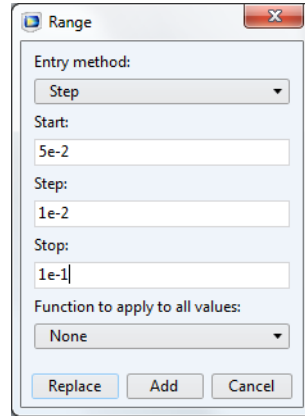 Range
Entry method:
Step
Start:
5e-2
Step:
1e-2
Stop:
1e-1
Function to apply to all values:
None
Replace Add Cancel